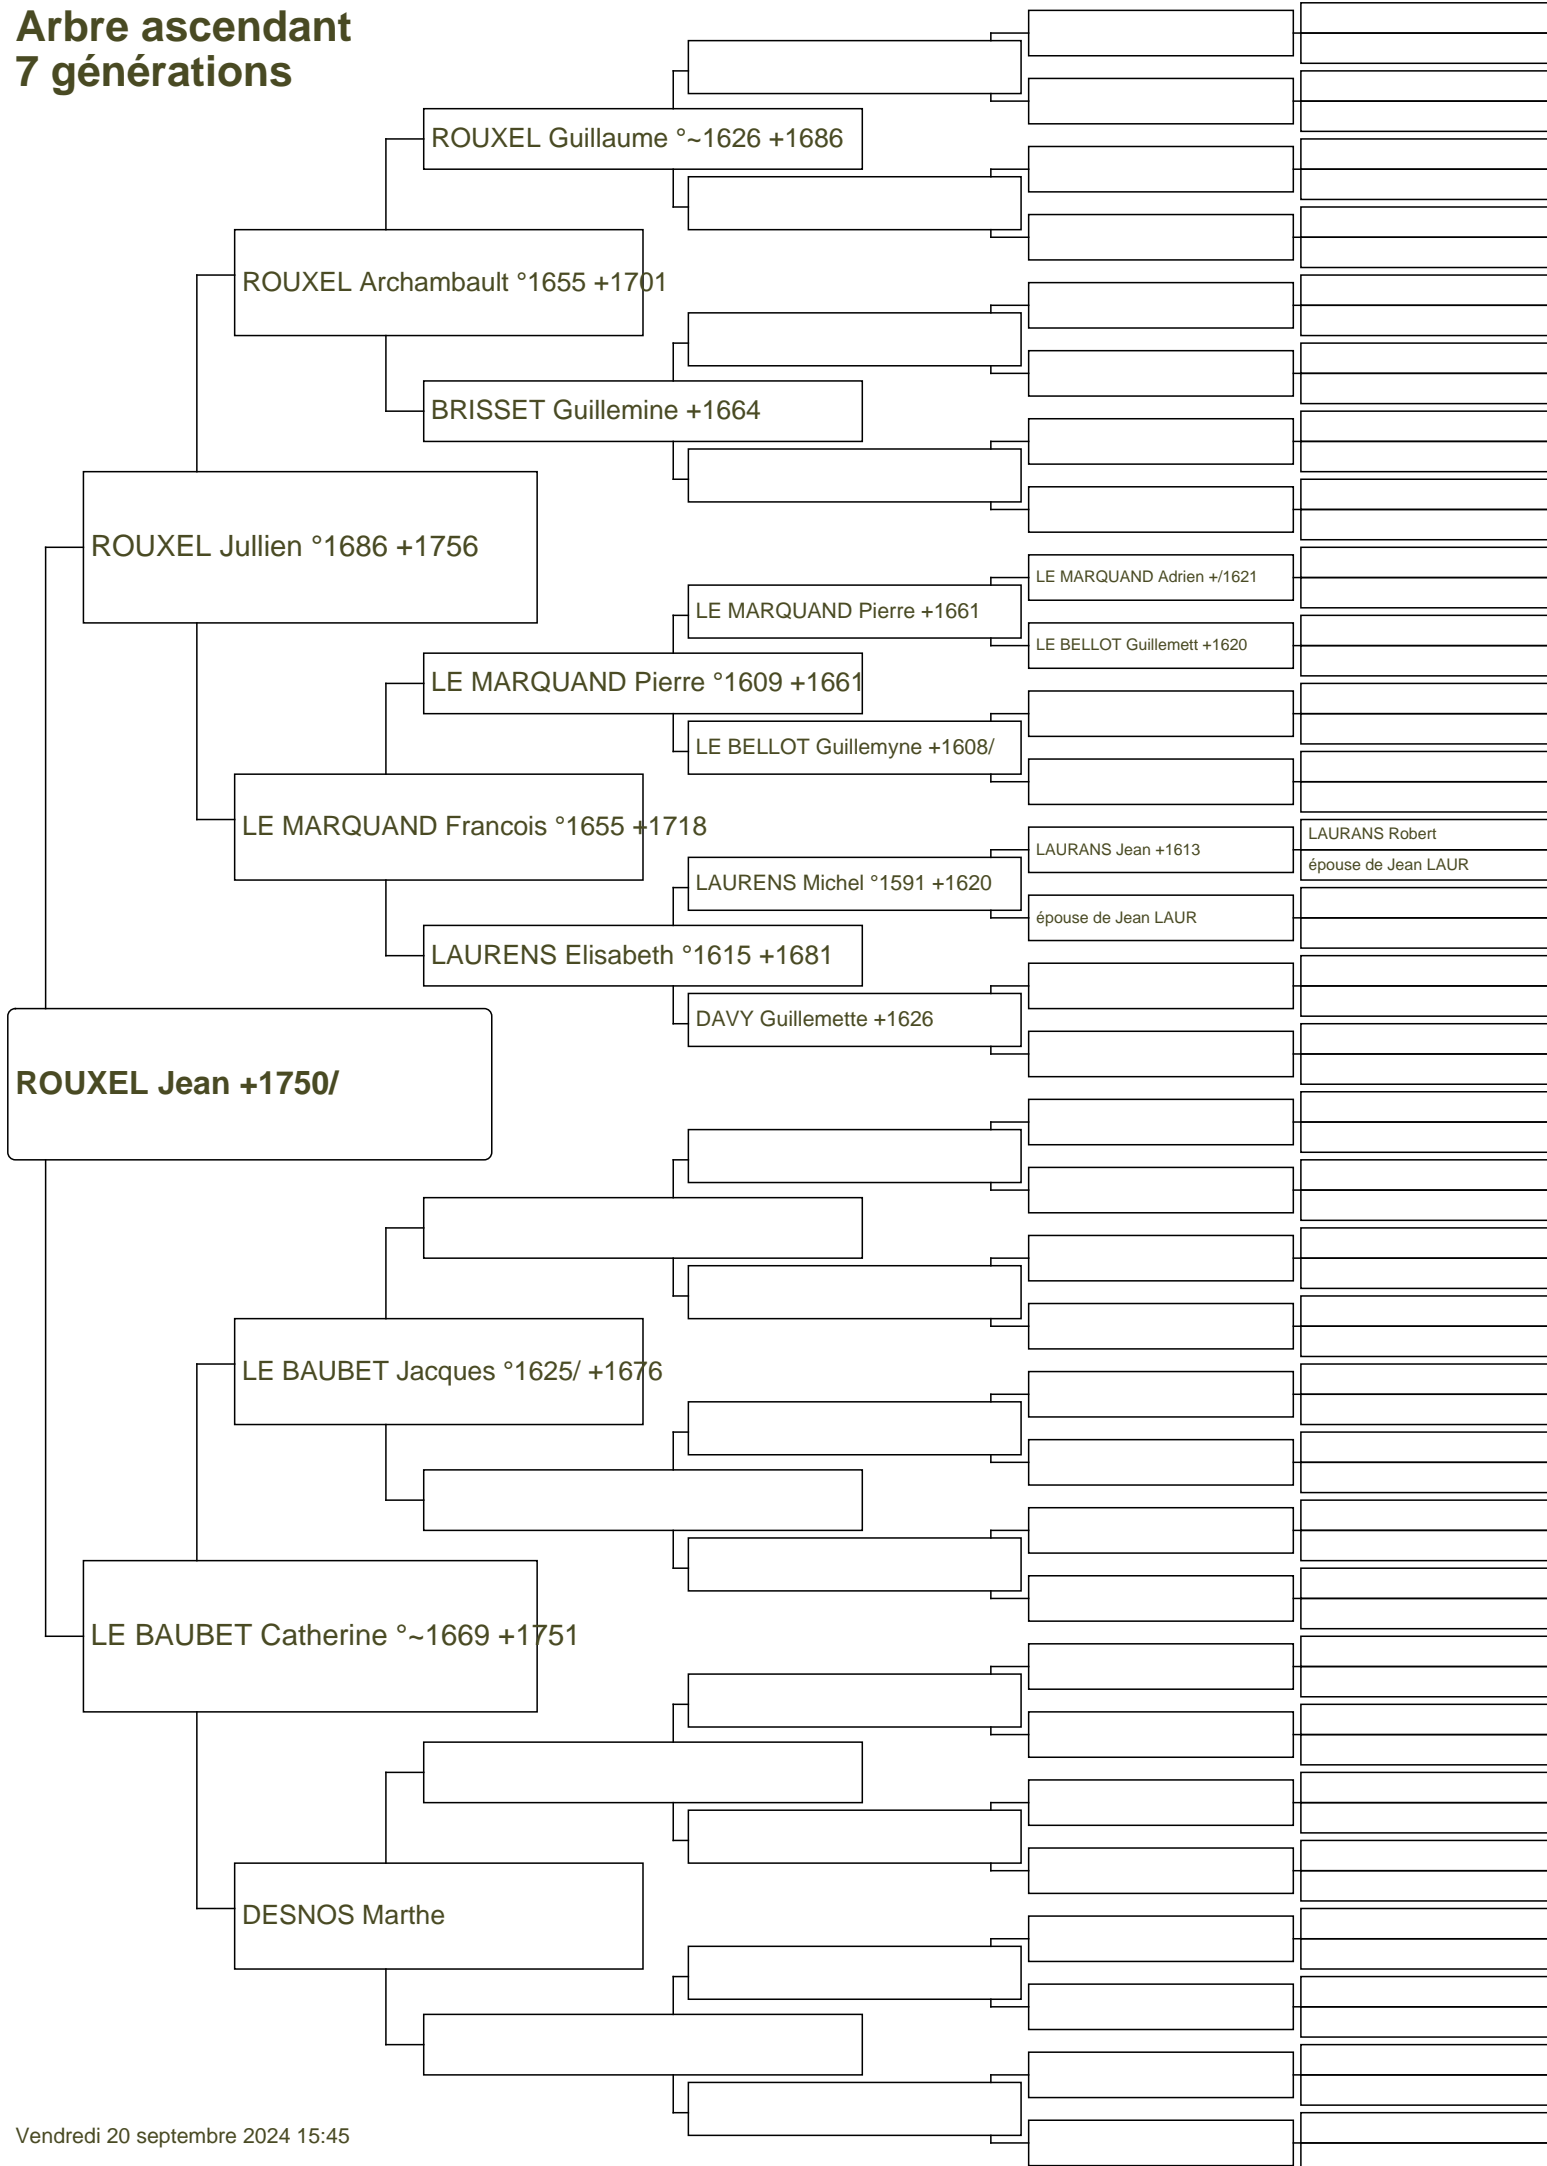 Arbre ascendant
7 générations
ROUXEL Guillaume °~1626 +1686
ROUXEL Archambault °1655 +1701
BRISSET Guillemine +1664
ROUXEL Jullien °1686 +1756
LE MARQUAND Adrien +/1621
LE MARQUAND Pierre +1661
LE BELLOT Guillemett +1620
LE MARQUAND Pierre °1609 +1661
LE BELLOT Guillemyne +1608/
LE MARQUAND Francois °1655 +1718
LAURANS Robert
LAURANS Jean +1613
épouse de Jean LAUR
LAURENS Michel °1591 +1620
épouse de Jean LAUR
LAURENS Elisabeth °1615 +1681
DAVY Guillemette +1626
ROUXEL Jean +1750/
LE BAUBET Jacques °1625/ +1676
LE BAUBET Catherine °~1669 +1751
DESNOS Marthe
Vendredi 20 septembre 2024 15:45